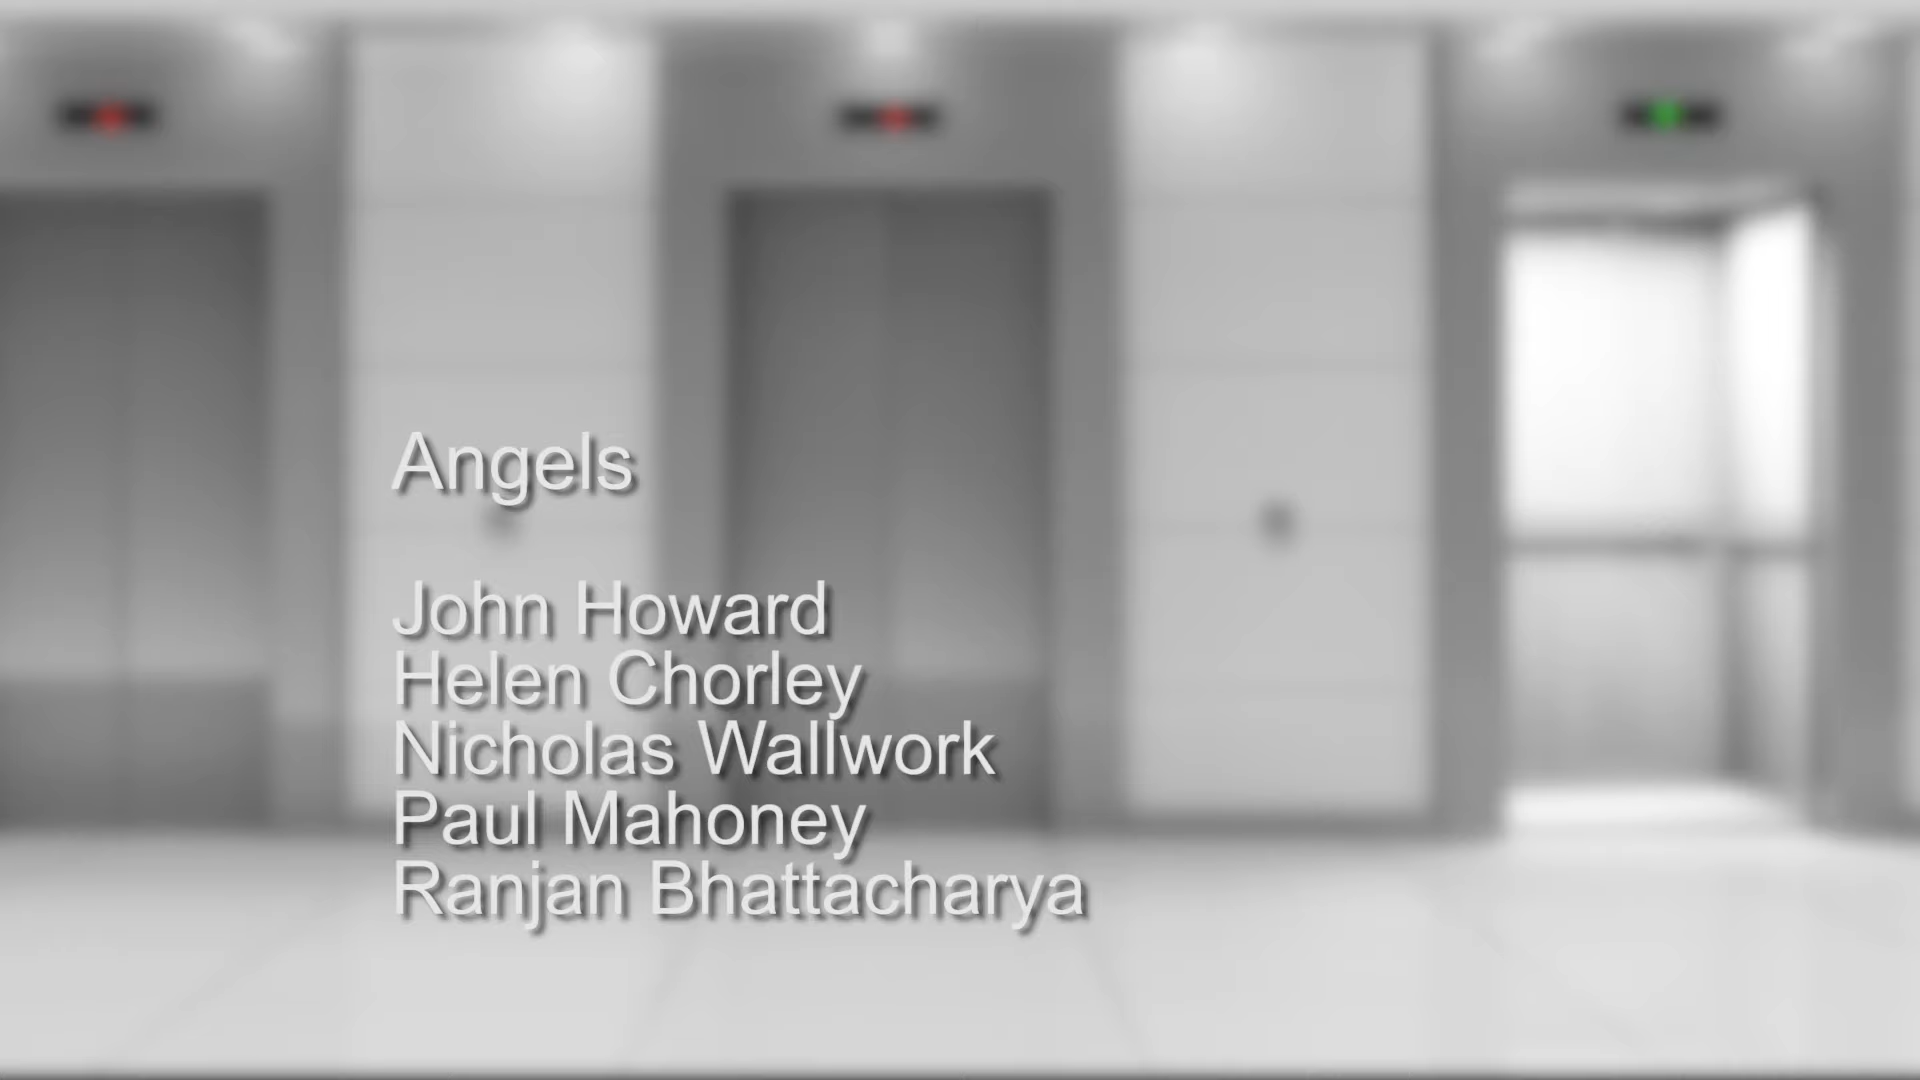 Angels
John Howard
Helen Chorley
Nicholas Wallwork
Paul Mahoney
Ranjan Bhattacharya